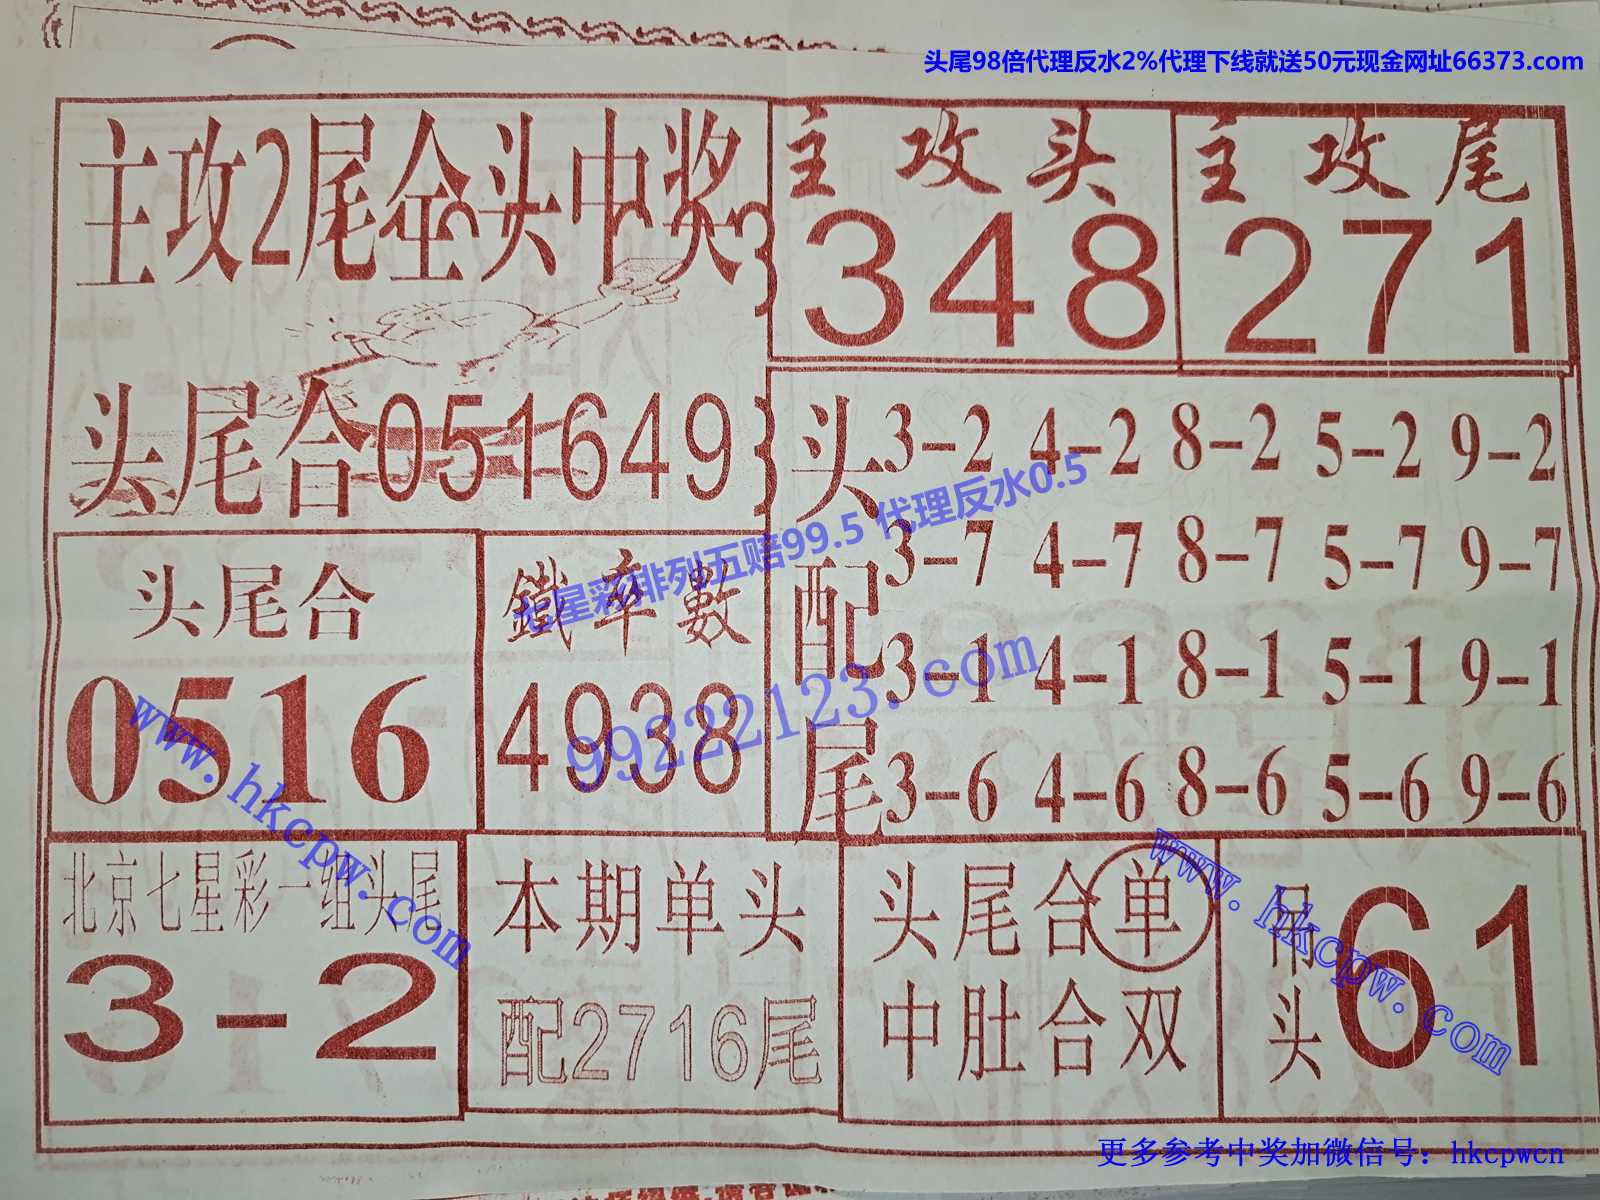 头尾98倍代理反水2%代理下线就送50元现金网址66373.com
主攻2尾全头中奖
主攻头
348
主攻尾
271
头尾合051649
头配尾
3-2 4-2 8-2 5-2 9-2
3-7 4-7 8-7 5-7 9-7
3-1 4-1 8-1 5-1 9-1
3-6 4-6 8-6 5-6 9-6
头尾合
0516
鐵率數
4938
七星彩排列五赔99.5 代理反水0.5
99222123.com
www.hkcpw.com
北京七星彩一组头尾
3-2
本期单头
配2716尾
头尾合单
中肚合双
吊头
61
www.hkcpw.com
更多参考中奖加微信号：hkcpwcn